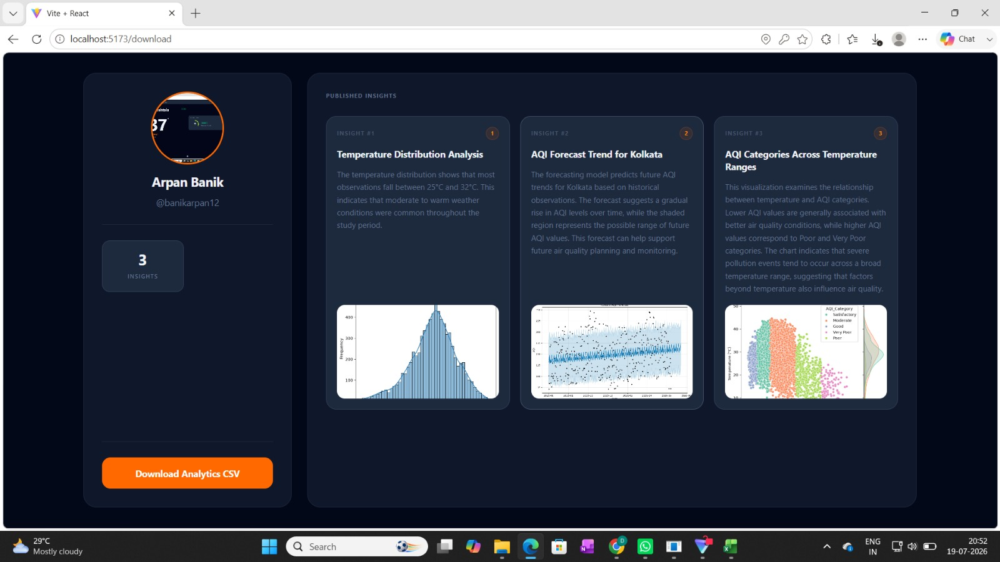 Vite + React
localhost:5173/download
Chat
37
Arpan Banik
@banikarpan12
3
INSIGHTS
Download Analytics CSV
PUBLISHED INSIGHTS
INSIGHT #1
1
Temperature Distribution Analysis
The temperature distribution shows that most
observations fall between 25°C and 32°C. This
indicates that moderate to warm weather
conditions were common throughout the
study period.
400
300
200
100
Frequency
INSIGHT #2
2
AQI Forecast Trend for Kolkata
The forecasting model predicts future AQI
trends for Kolkata based on historical
observations. The forecast suggests a gradual
rise in AQI levels over time, while the shaded
region represents the possible range of future
AQI values. This forecast can help support
future air quality planning and monitoring.
INSIGHT #3
3
AQI Categories Across Temperature
Ranges
This visualization examines the relationship
between temperature and AQI categories.
Lower AQI values are generally associated with
better air quality conditions, while higher AQI
values correspond to Poor and Very Poor
categories. The chart indicates that severe
pollution events tend to occur across a broad
temperature range, suggesting that factors
beyond temperature also influence air quality.
50
40
30
20
10
Temperature (°C)
AQI_Category
Satisfactory
Moderate
Good
Very Poor
Poor
29°C
Mostly cloudy
Search
ENG
IN
20:52
19-07-2026